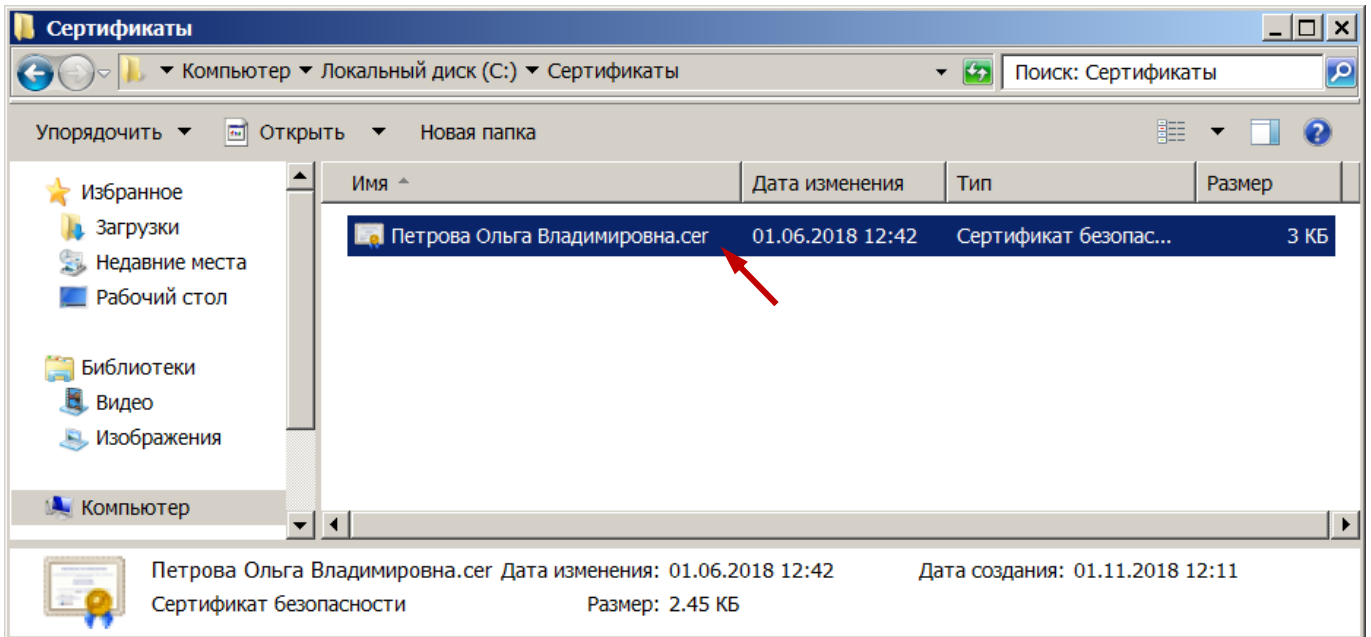 Сертификаты
Компьютер Локальный диск (C:) Сертификаты Поиск: Сертификаты
Упорядочить Открыть Новая папка
Имя Дата изменения Тип Размер
Петрова Ольга Владимировна.cer 01.06.2018 12:42 Сертификат безопас... 3 КБ
Избранное
Загрузки
Недавние места
Рабочий стол
Библиотеки
Видео
Изображения
Компьютер
Петрова Ольга Владимировна.cer Дата изменения: 01.06.2018 12:42 Дата создания: 01.11.2018 12:11
Сертификат безопасности Размер: 2.45 КБ